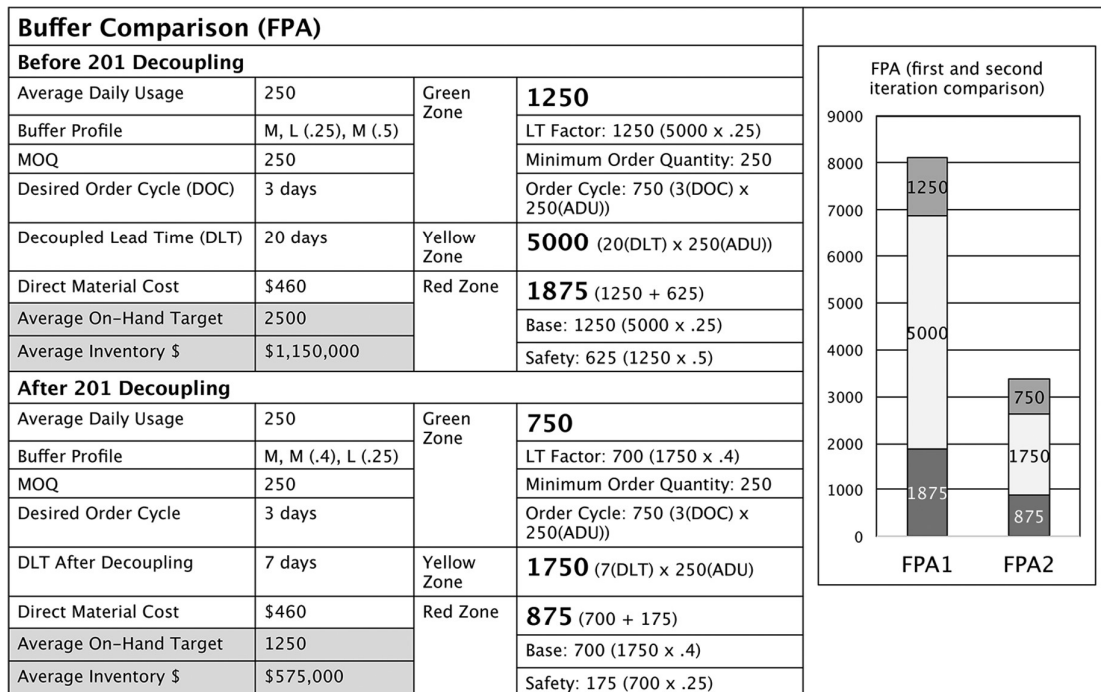 Buffer Comparison (FPA)
Before 201 Decoupling
Average Daily Usage
250
Green
Zone
1250
Buffer Profile
M, L (.25), M (.5)
LT Factor: 1250 (5000 x .25)
MOQ
250
Minimum Order Quantity: 250
Desired Order Cycle (DOC)
3 days
Order Cycle: 750 (3(DOC) x
250(ADU))
Decoupled Lead Time (DLT)
20 days
Yellow
Zone
5000 (20(DLT) x 250(ADU))
Direct Material Cost
$460
Red Zone
1875 (1250 + 625)
Average On-Hand Target
2500
Base: 1250 (5000 x .25)
Average Inventory $
$1,150,000
Safety: 625 (1250 x .5)
After 201 Decoupling
Average Daily Usage
250
Green
Zone
750
Buffer Profile
M, M (.4), L (.25)
LT Factor: 700 (1750 x .4)
MOQ
250
Minimum Order Quantity: 250
Desired Order Cycle
3 days
Order Cycle: 750 (3(DOC) x
250(ADU))
DLT After Decoupling
7 days
Yellow
Zone
1750 (7(DLT) x 250(ADU)
Direct Material Cost
$460
Red Zone
875 (700 + 175)
Average On-Hand Target
1250
Base: 700 (1750 x .4)
Average Inventory $
$575,000
Safety: 175 (700 x .25)
FPA (first and second
iteration comparison)
9000
8000
7000
6000
5000
4000
3000
2000
1000
0
1250
5000
1875
750
1750
875
FPA1
FPA2